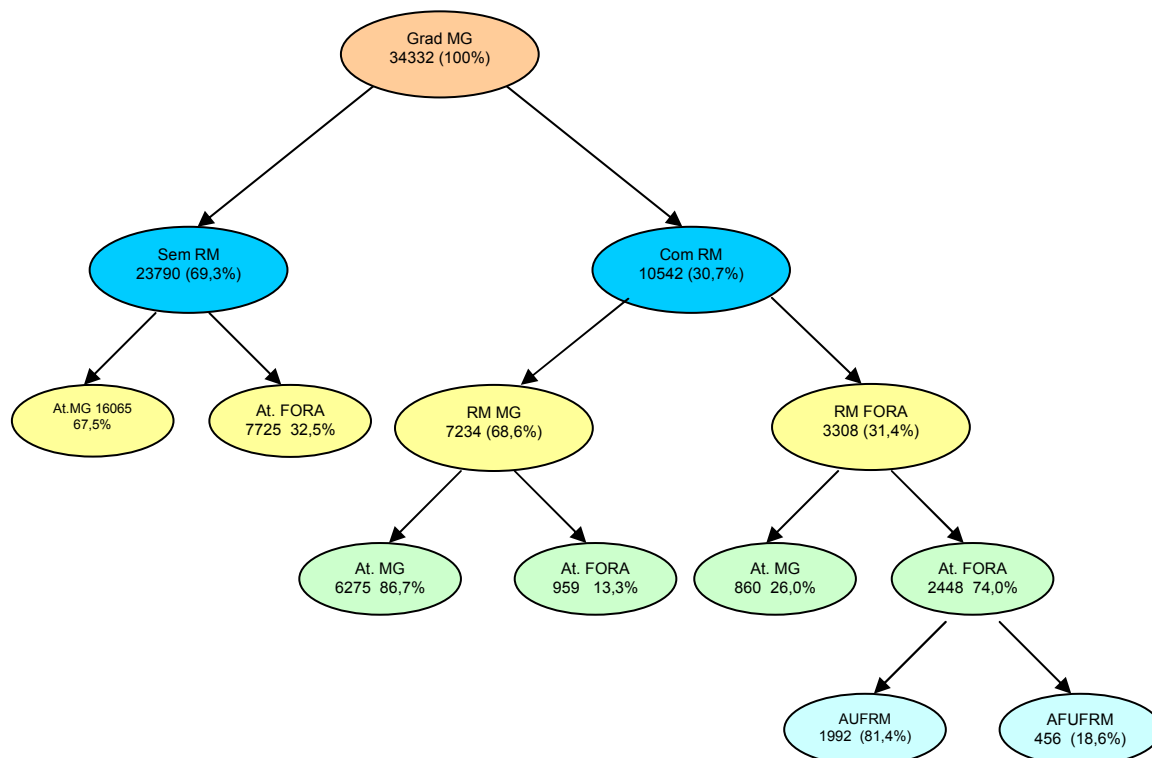 Grad MG
34332 (100%)
Sem RM
23790 (69,3%)
Com RM
10542 (30,7%)
At.MG 16065
67,5%
At. FORA
7725 32,5%
RM MG
7234 (68,6%)
RM FORA
3308 (31,4%)
At. MG
6275 86,7%
At. FORA
959 13,3%
At. MG
860 26,0%
At. FORA
2448 74,0%
AUFRM
1992 (81,4%)
AFUFRM
456 (18,6%)